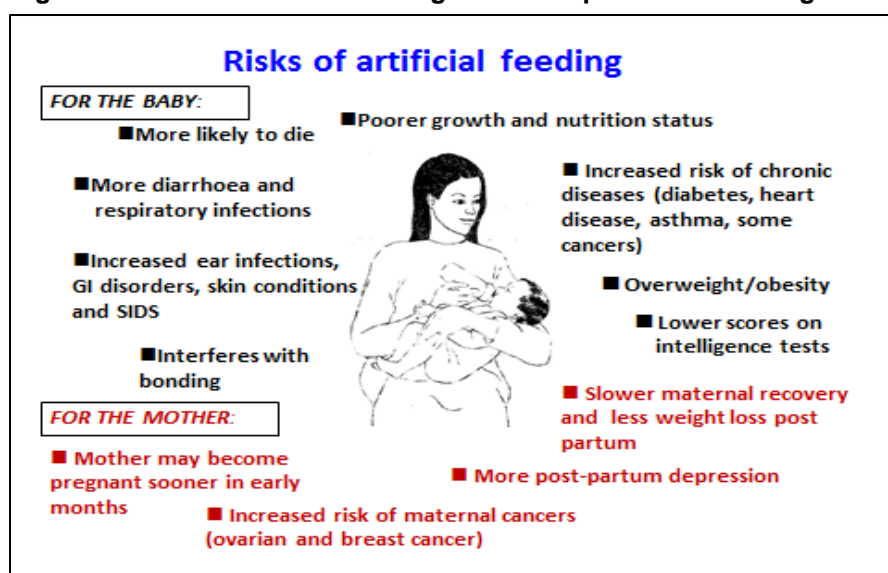 Risks of artificial feeding
FOR THE BABY:
■More likely to die
■Poorer growth and nutrition status
■More diarrhoea and
respiratory infections
■Increased risk of chronic
diseases (diabetes, heart
disease, asthma, some
cancers)
■Increased ear infections,
GI disorders, skin conditions
and SIDS
■Overweight/obesity
■Lower scores on
intelligence tests
■Interferes with
bonding
FOR THE MOTHER:
■Slower maternal recovery
and less weight loss post
partum
■Mother may become
pregnant sooner in early
months
■More post-partum depression
■Increased risk of maternal cancers
(ovarian and breast cancer)